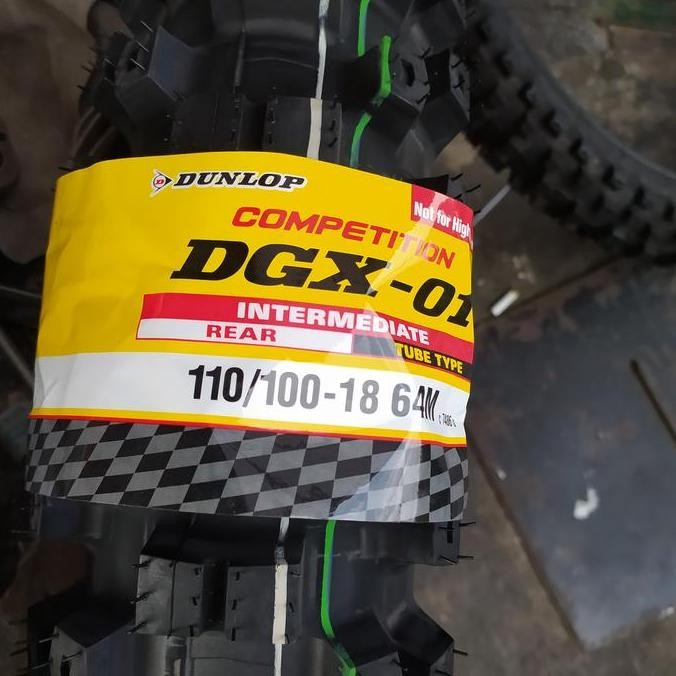 DUNLOP
Not for High
COMPETITION
DGX-01
INTERMEDIATE
REAR
TUBE TYPE
110/100-18 64M